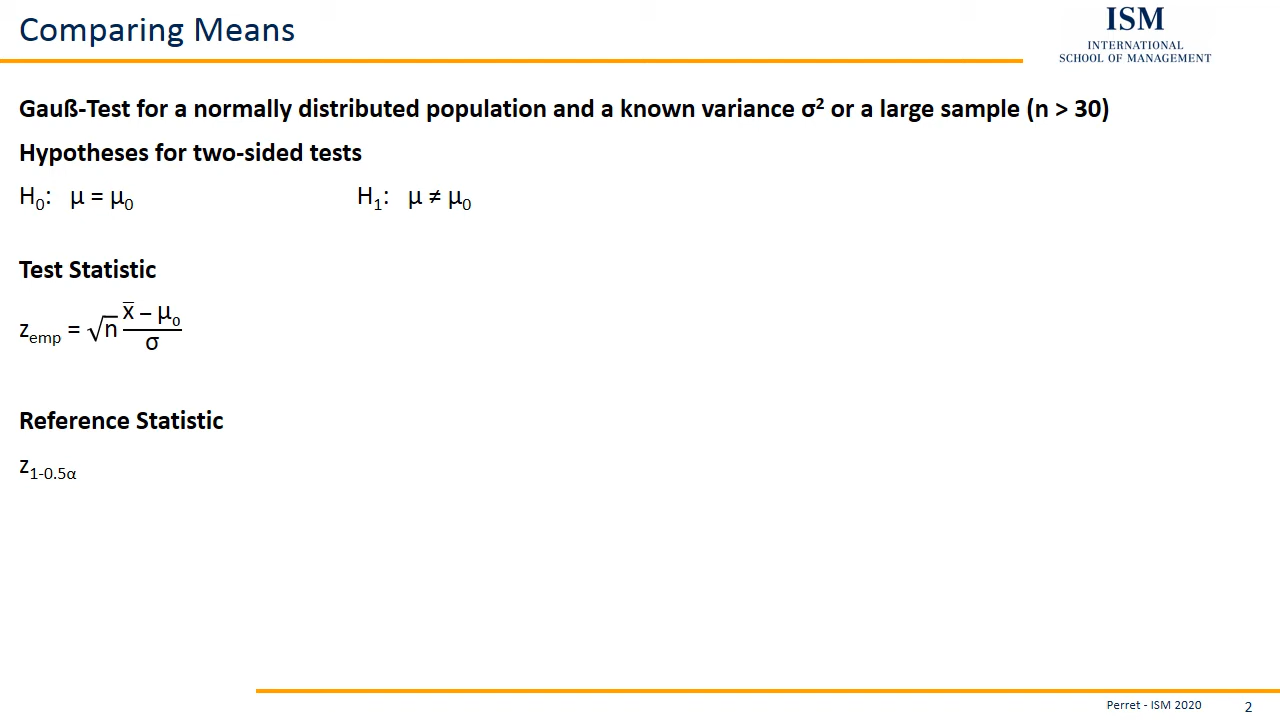 Comparing Means
ISM
INTERNATIONAL
SCHOOL OF MANAGEMENT
Gauß-Test for a normally distributed population and a known variance σ² or a large sample (n > 30)
Hypotheses for two-sided tests
H₀: μ = μ₀ H₁: μ ≠ μ₀
Test Statistic
z_emp = √n (x̅ – μ₀)/σ
Reference Statistic
z_1-0.5α
Perret - ISM 2020 2